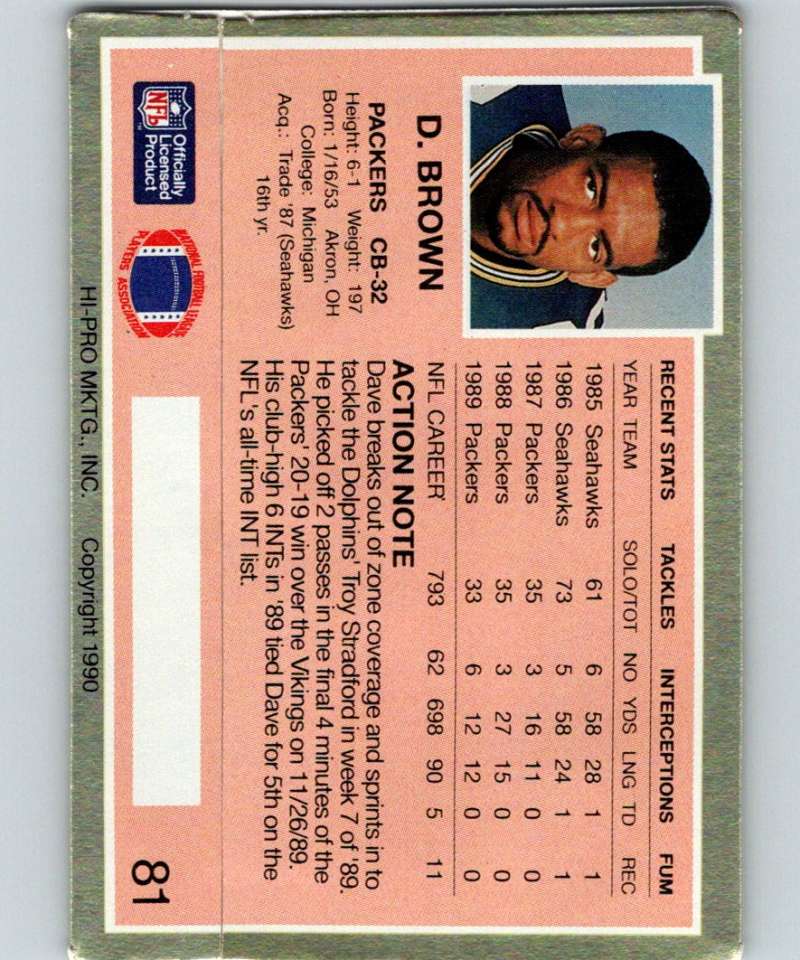 D. BROWN
PACKERS CB-32
Height: 6-1 Weight: 197
Born: 1/16/53 Akron, OH
College: Michigan
Acq.: Trade '87 (Seahawks)
16th yr.
NFL
Officially
Licensed
Product
NATIONAL FOOTBALL LEAGUE
PLAYERS ASSOCIATION
RECENT STATS TACKLES INTERCEPTIONS FUM
YEAR TEAM SOLO/TOT NO YDS LNG TD REC
1985 Seahawks 61 6 58 28 1 1
1986 Seahawks 73 5 58 24 1 1
1987 Packers 35 3 16 11 0 0
1988 Packers 35 3 27 15 0 0
1989 Packers 33 6 12 12 0 0
NFL CAREER 793 62 698 90 5 11
ACTION NOTE
Dave breaks out of zone coverage and sprints in to
tackle the Dolphins' Troy Stradford in week 7 of '89.
He picked off 2 passes in the final 4 minutes of the
Packers' 20-19 win over the Vikings on 11/26/89.
His club-high 6 INTs in '89 tied Dave for 5th on the
NFL's all-time INT list.
81
HI-PRO MKTG., INC. Copyright 1990